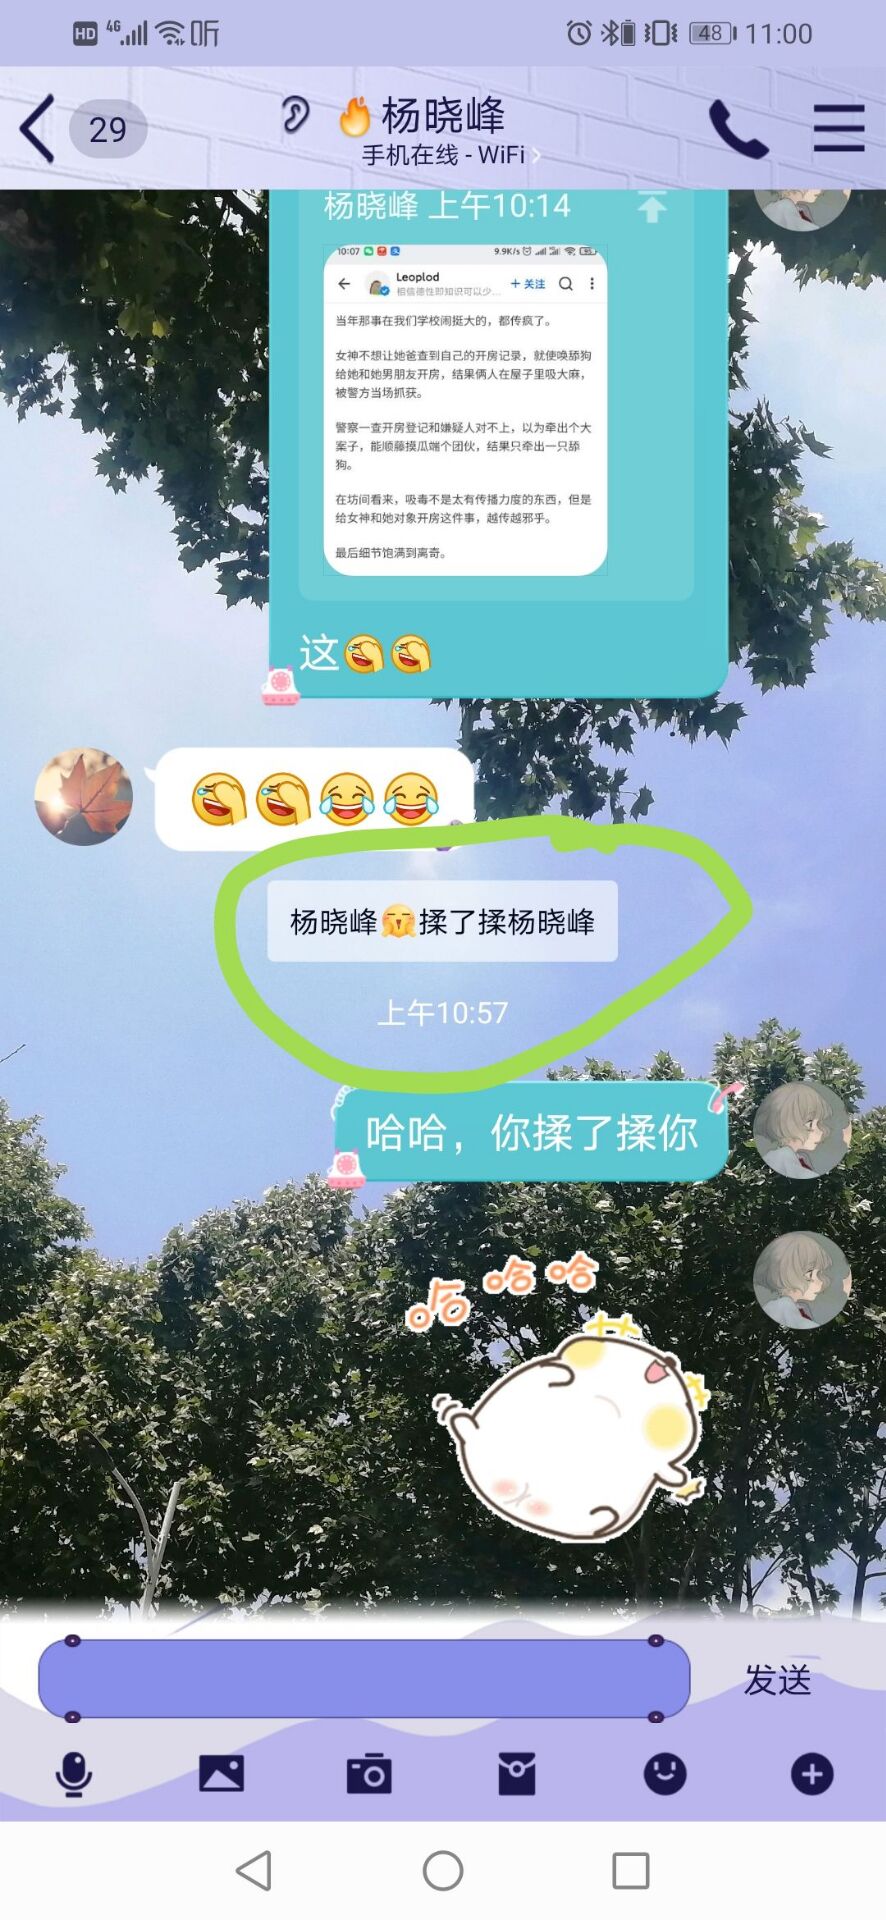 HD 4G 听 48 11:00
29 杨晓峰
手机在线 - WiFi
杨晓峰 上午10:14
10:07 9.9K/s
Leoplod
相信德性即知识可以少... + 关注
当年那事在我们学校闹挺大的，都传疯了。
女神不想让她爸查到自己的开房记录，就使唤舔狗
给她和她男朋友开房，结果俩人在屋子里吸大麻，
被警方当场抓获。
警察一查开房登记和嫌疑人对不上，以为牵出个大
案子，能顺藤摸瓜端个团伙，结果只牵出一只舔
狗。
在坊间看来，吸毒不是太有传播力度的东西，但是
给女神和她对象开房这件事，越传越邪乎。
最后细节饱满到离奇。
这
杨晓峰揉了揉杨晓峰
上午10:57
哈哈，你揉了揉你
哈哈哈
发送